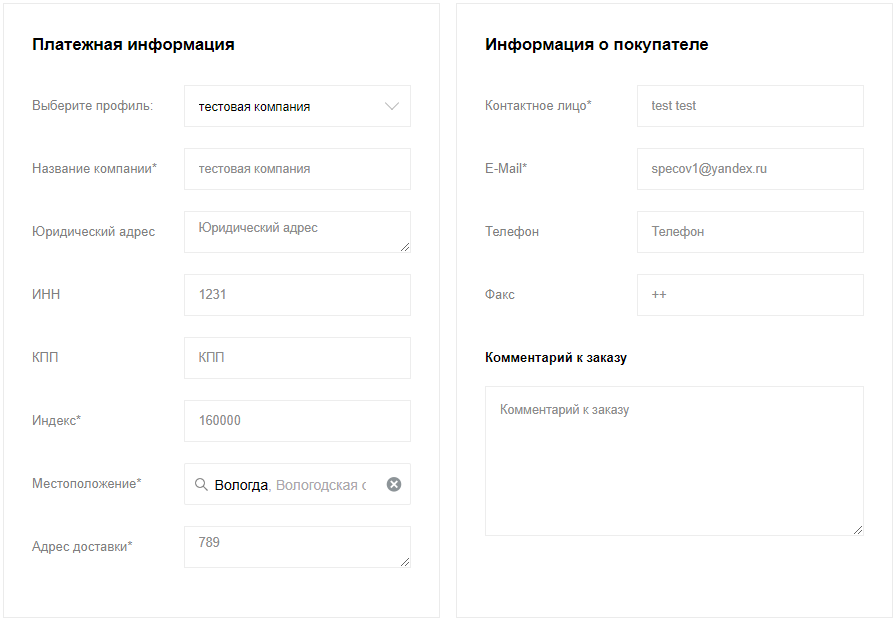 Платежная информация
Выберите профиль: тестовая компания
Название компании* тестовая компания
Юридический адрес Юридический адрес
ИНН 1231
КПП КПП
Индекс* 160000
Местоположение* Вологда, Вологодская
Адрес доставки* 789
Информация о покупателе
Контактное лицо* test test
E-Mail* specov1@yandex.ru
Телефон Телефон
Факс ++
Комментарий к заказу
Комментарий к заказу